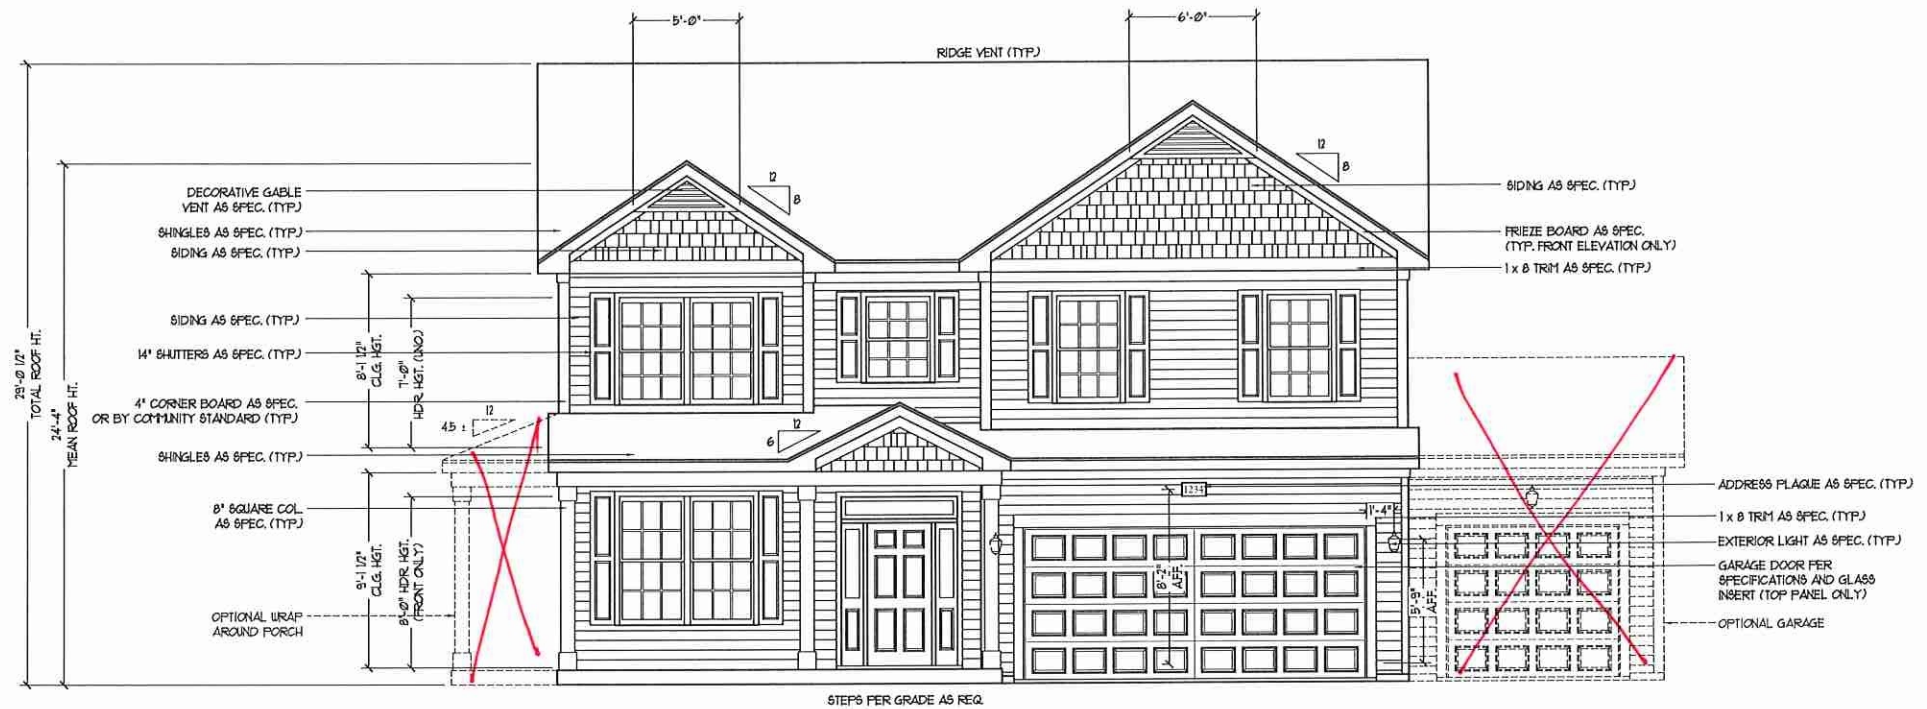 5'-0"
6'-0"
RIDGE VENT (TYP.)
12
8
12
8
DECORATIVE GABLE
VENT AS SPEC. (TYP.)
SHINGLES AS SPEC. (TYP.)
SIDING AS SPEC. (TYP.)
SIDING AS SPEC. (TYP.)
14" SHUTTERS AS SPEC. (TYP.)
4" CORNER BOARD AS SPEC.
OR BY COMMUNITY STANDARD (TYP.)
12
4.5 ±
SHINGLES AS SPEC. (TYP.)
8" SQUARE COL.
AS SPEC. (TYP.)
OPTIONAL WRAP
AROUND PORCH
29'-0 1/2"
TOTAL ROOF HT.
24'-4"
MEAN ROOF HT.
8'-1 1/2"
CLG. HGT.
7'-0"
HDR. HGT. (UNO.)
9'-1 1/2"
CLG. HGT.
8'-0" HDR. HGT.
(FRONT ONLY)
12
6
1234
8'-2"
AFF.
1'-4"
5'-9"
AFF.
SIDING AS SPEC. (TYP.)
FRIEZE BOARD AS SPEC.
(TYP. FRONT ELEVATION ONLY)
1 x 8 TRIM AS SPEC. (TYP.)
ADDRESS PLAQUE AS SPEC. (TYP.)
1 x 8 TRIM AS SPEC. (TYP.)
EXTERIOR LIGHT AS SPEC. (TYP.)
GARAGE DOOR PER
SPECIFICATIONS AND GLASS
INSERT (TOP PANEL ONLY)
OPTIONAL GARAGE
STEPS PER GRADE AS REQ.